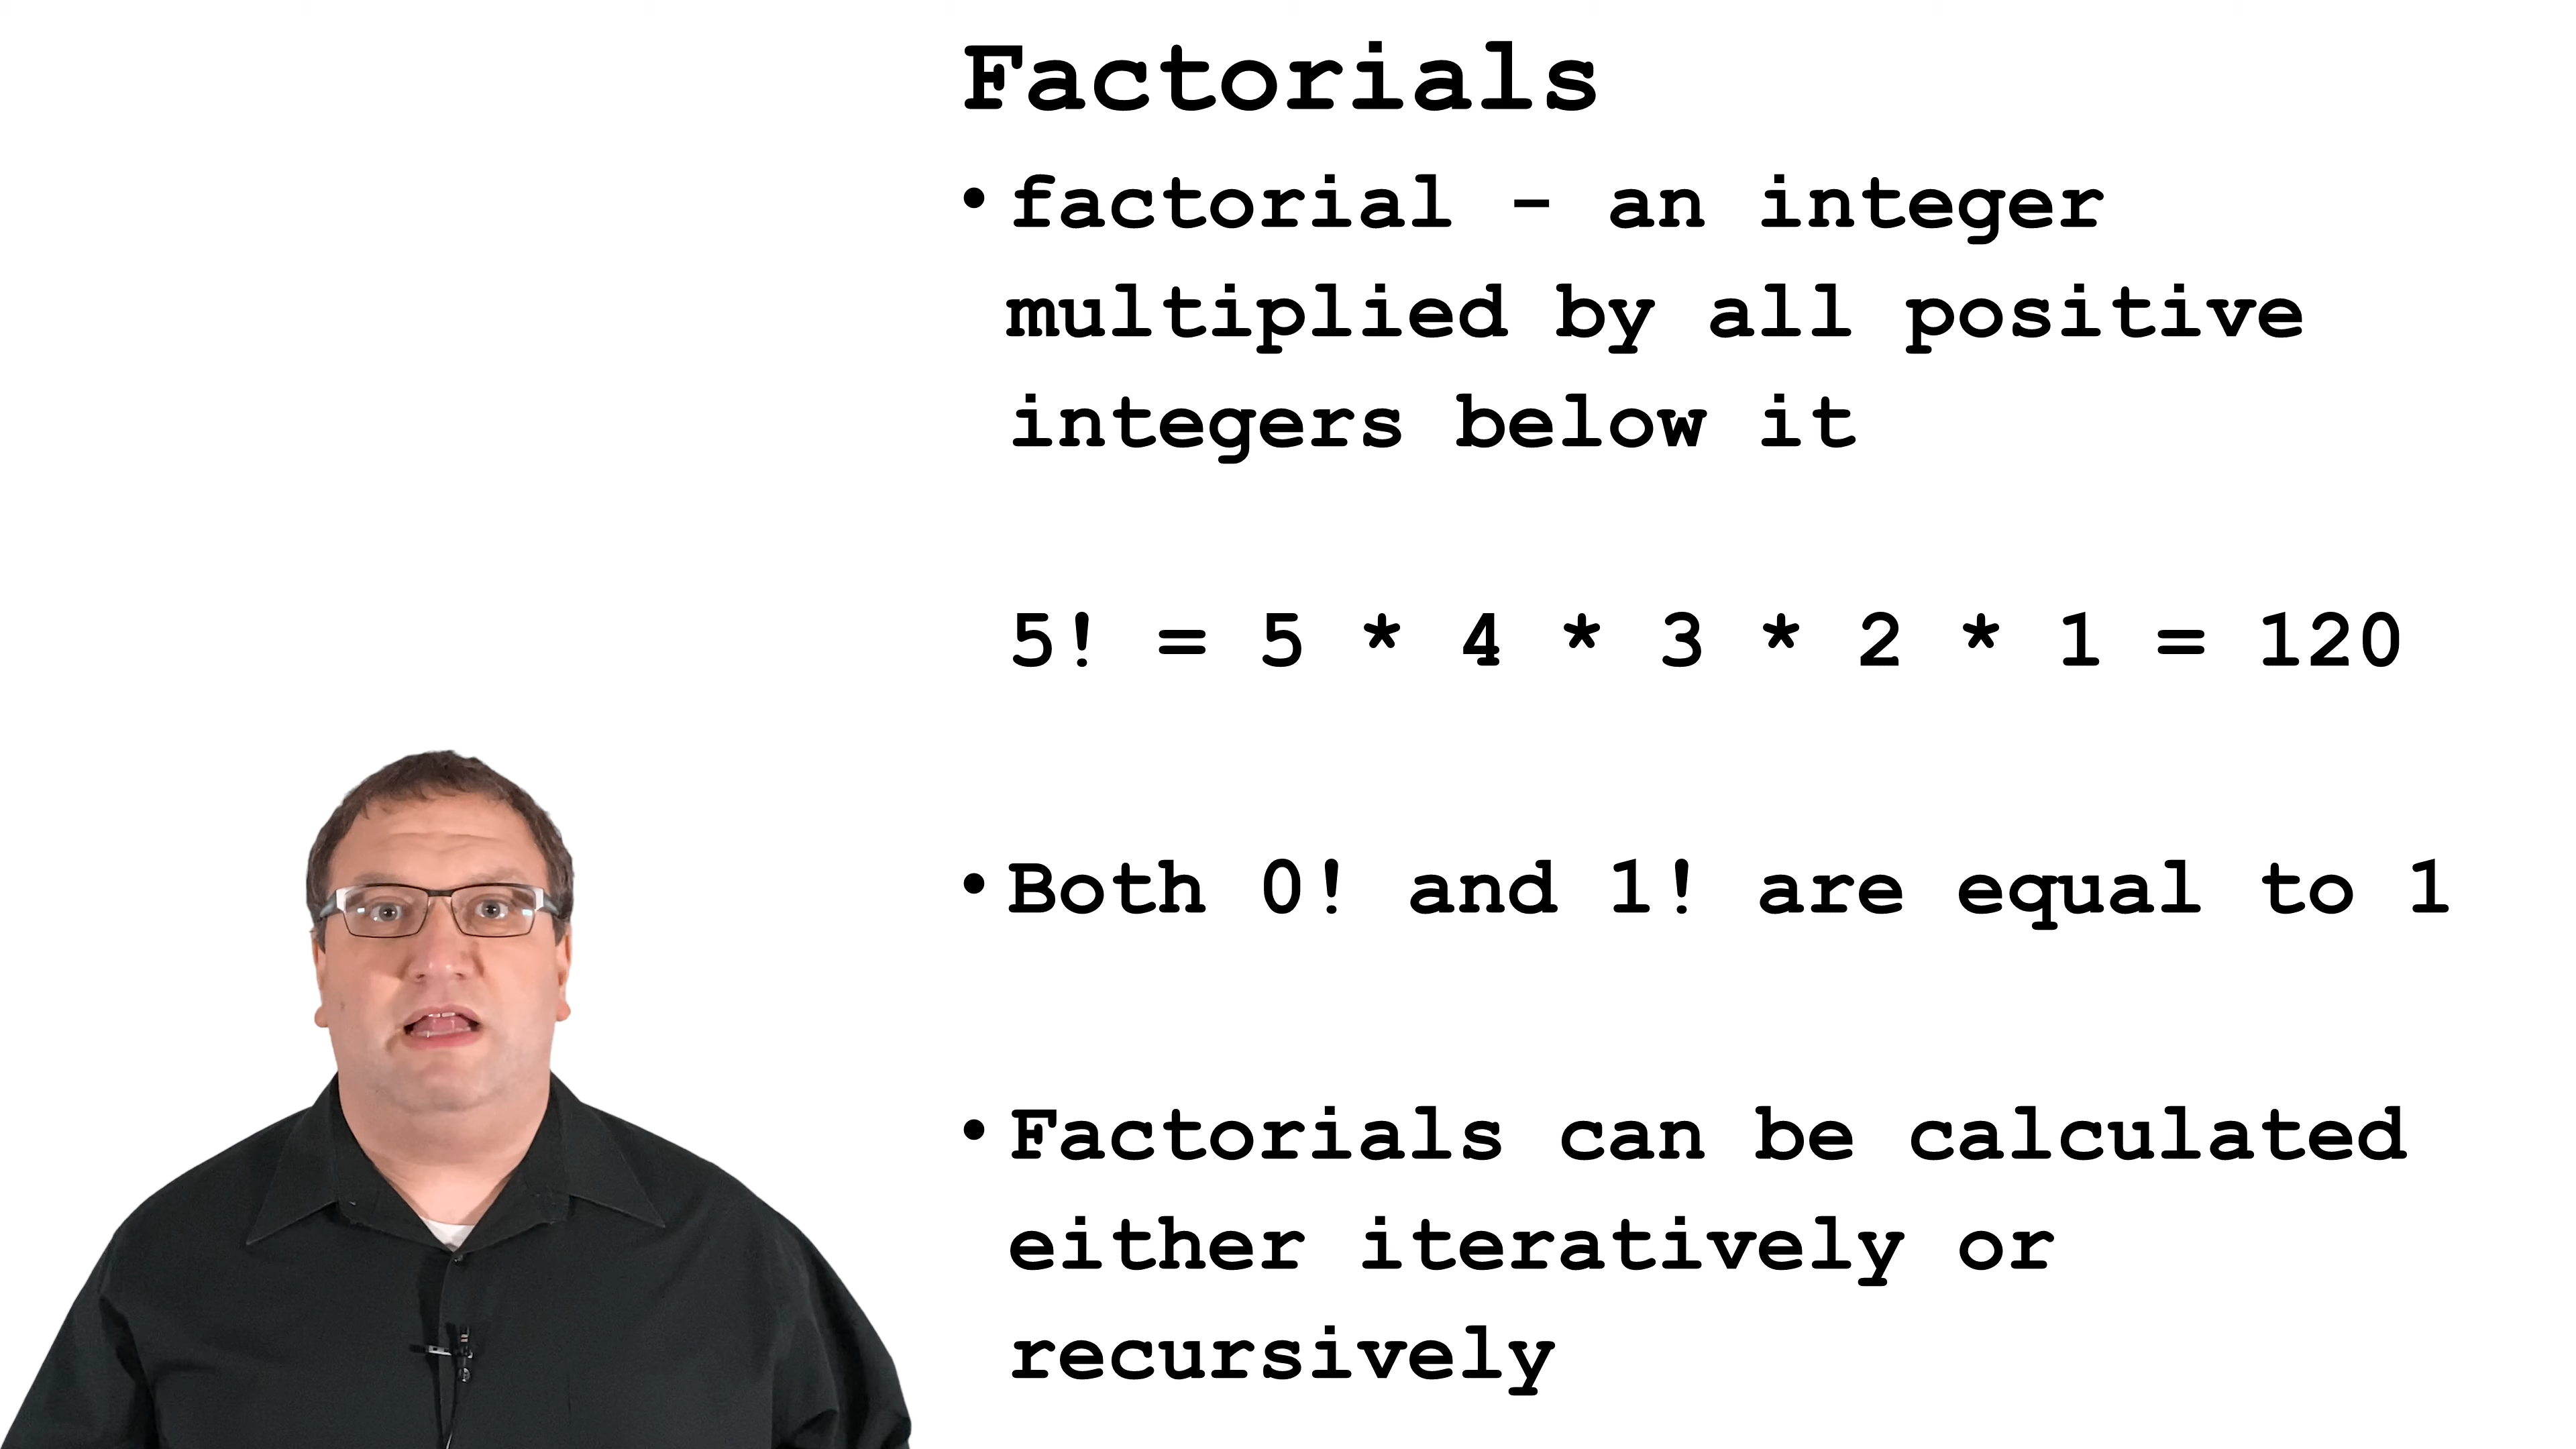 Factorials
• factorial - an integer
multiplied by all positive
integers below it
5! = 5 * 4 * 3 * 2 * 1 = 120
• Both 0! and 1! are equal to 1
• Factorials can be calculated
either iteratively or
recursively